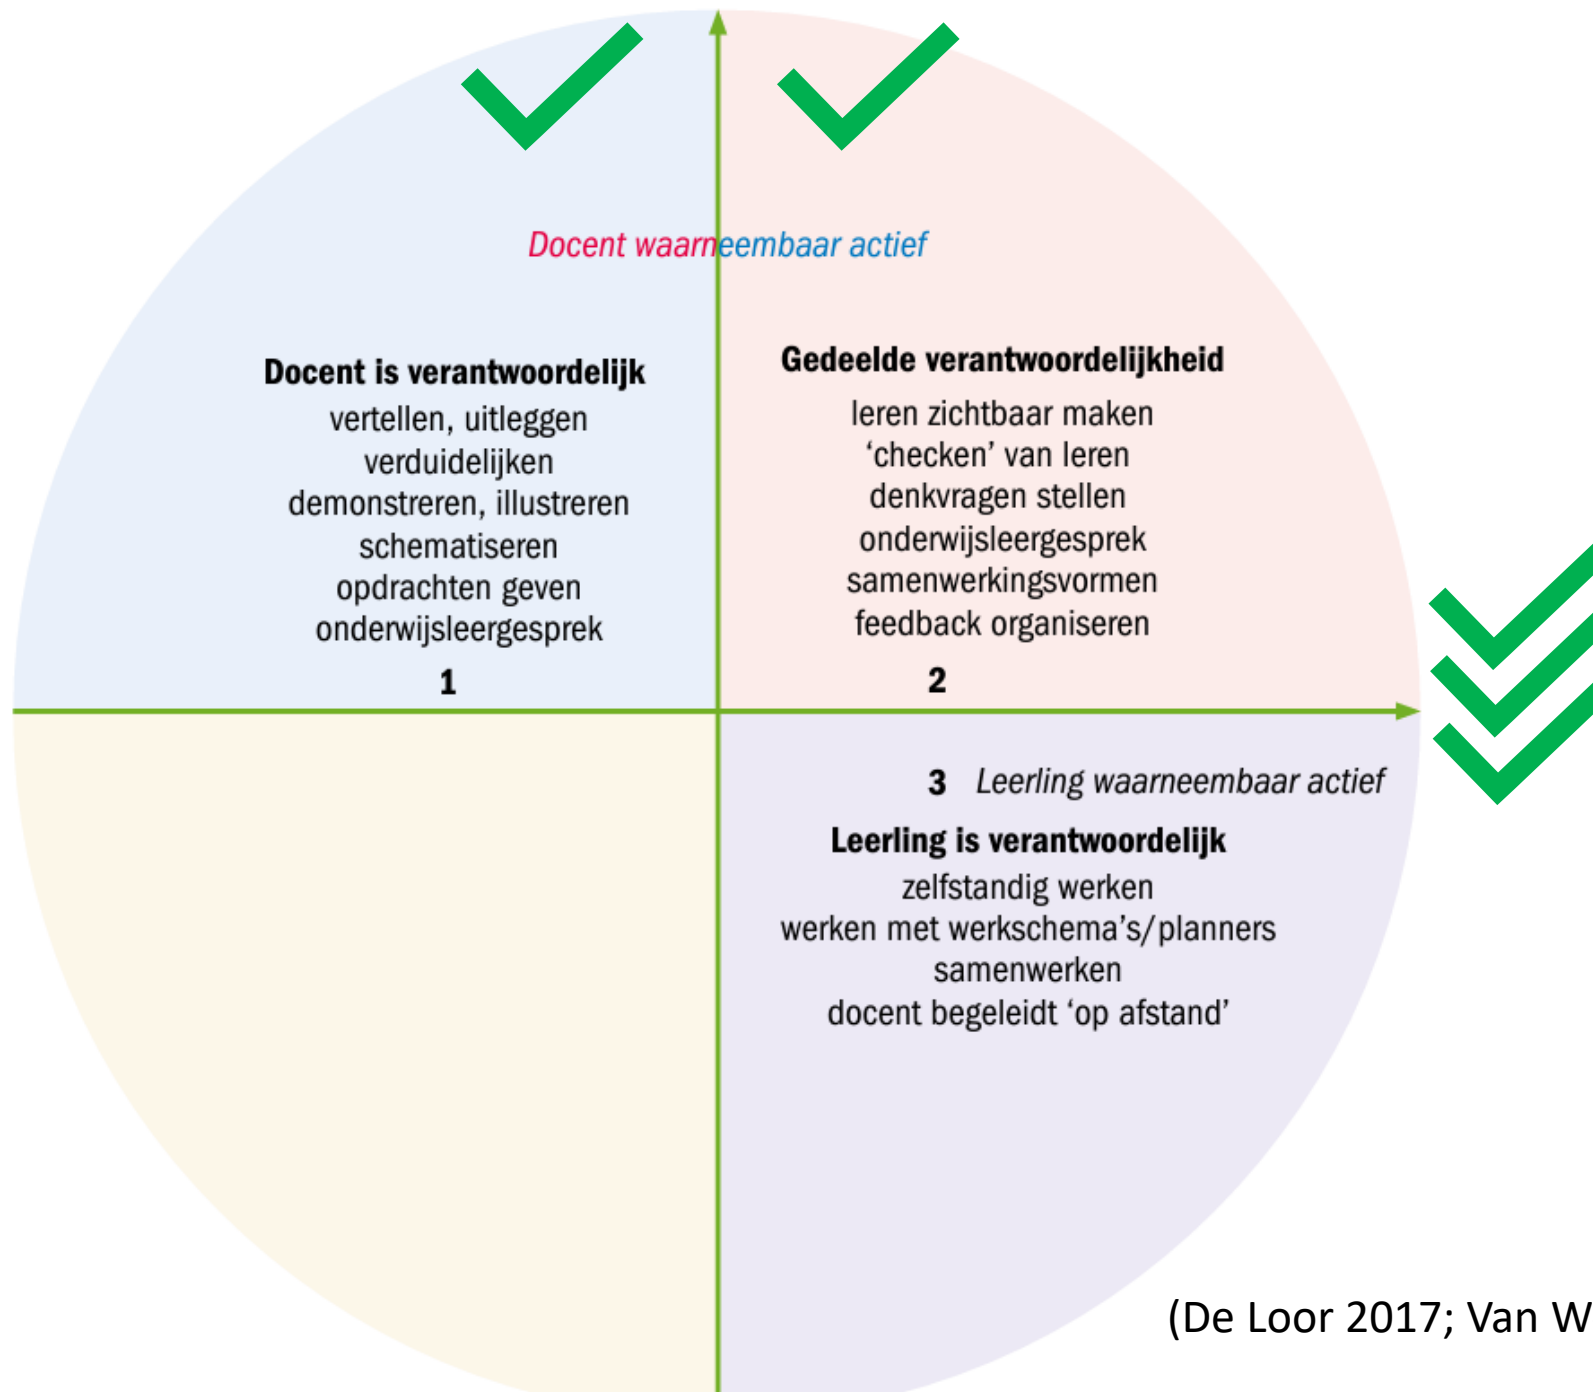 Docent waarneembaar actief
Docent is verantwoordelijk
vertellen, uitleggen
verduidelijken
demonstreren, illustreren
schematiseren
opdrachten geven
onderwijsleergesprek
1
Gedeelde verantwoordelijkheid
leren zichtbaar maken
‘checken’ van leren
denkvragen stellen
onderwijsleergesprek
samenwerkingsvormen
feedback organiseren
2
3 Leerling waarneembaar actief
Leerling is verantwoordelijk
zelfstandig werken
werken met werkschema’s/planners
samenwerken
docent begeleidt ‘op afstand’
(De Loor 2017; Van W